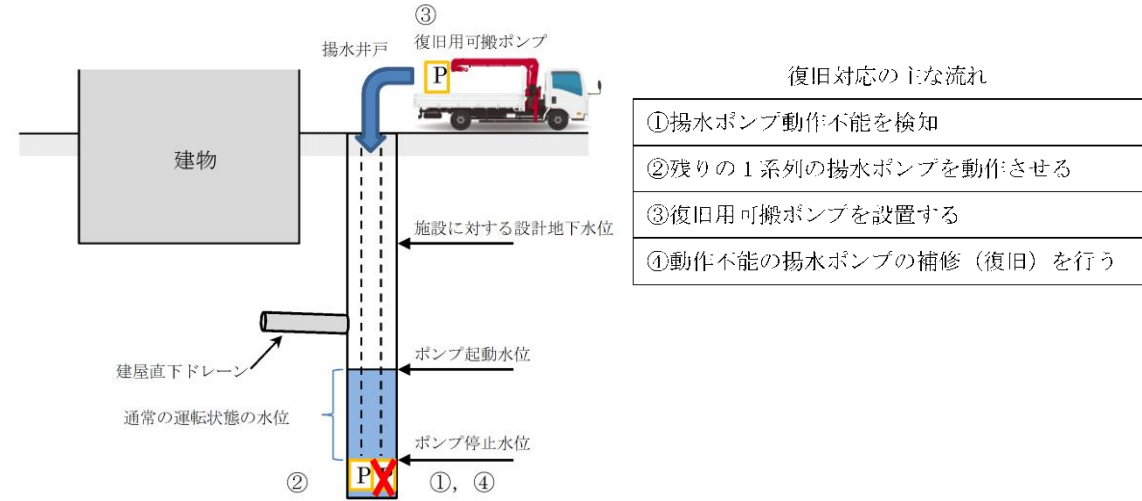 ③
復旧用可搬ポンプ
揚水井戸
P
建物
施設に対する設計地下水位
ポンプ起動水位
建屋直下ドレーン
通常の運転状態の水位
ポンプ停止水位
P
②
①，④
復旧対応の主な流れ
①揚水ポンプ動作不能を検知
②残りの１系列の揚水ポンプを動作させる
③復旧用可搬ポンプを設置する
④動作不能の揚水ポンプの補修（復旧）を行う